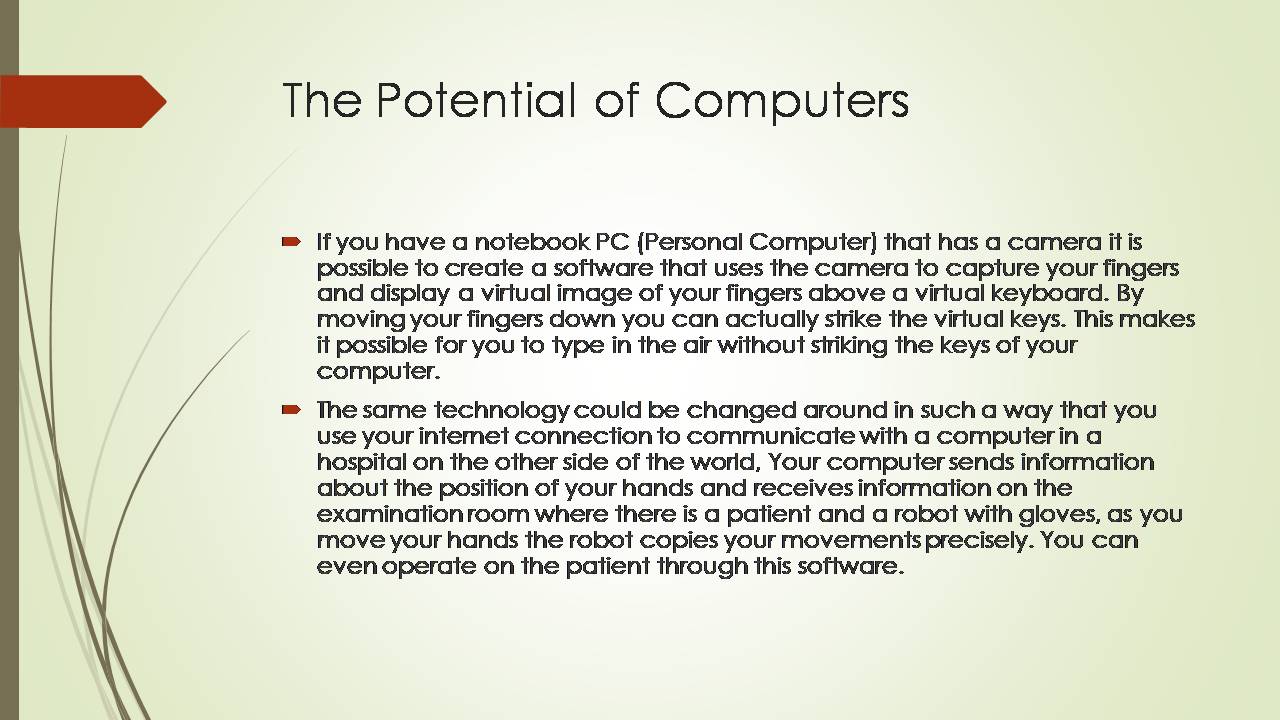 The Potential of Computers
If you have a notebook PC (Personal Computer) that has a camera it is
possible to create a software that uses the camera to capture your fingers
and display a virtual image of your fingers above a virtual keyboard. By
moving your fingers down you can actually strike the virtual keys. This makes
it possible for you to type in the air without striking the keys of your
computer.
The same technology could be changed around in such a way that you
use your internet connection to communicate with a computer in a
hospital on the other side of the world, Your computer sends information
about the position of your hands and receives information on the
examination room where there is a patient and a robot with gloves, as you
move your hands the robot copies your movements precisely. You can
even operate on the patient through this software.